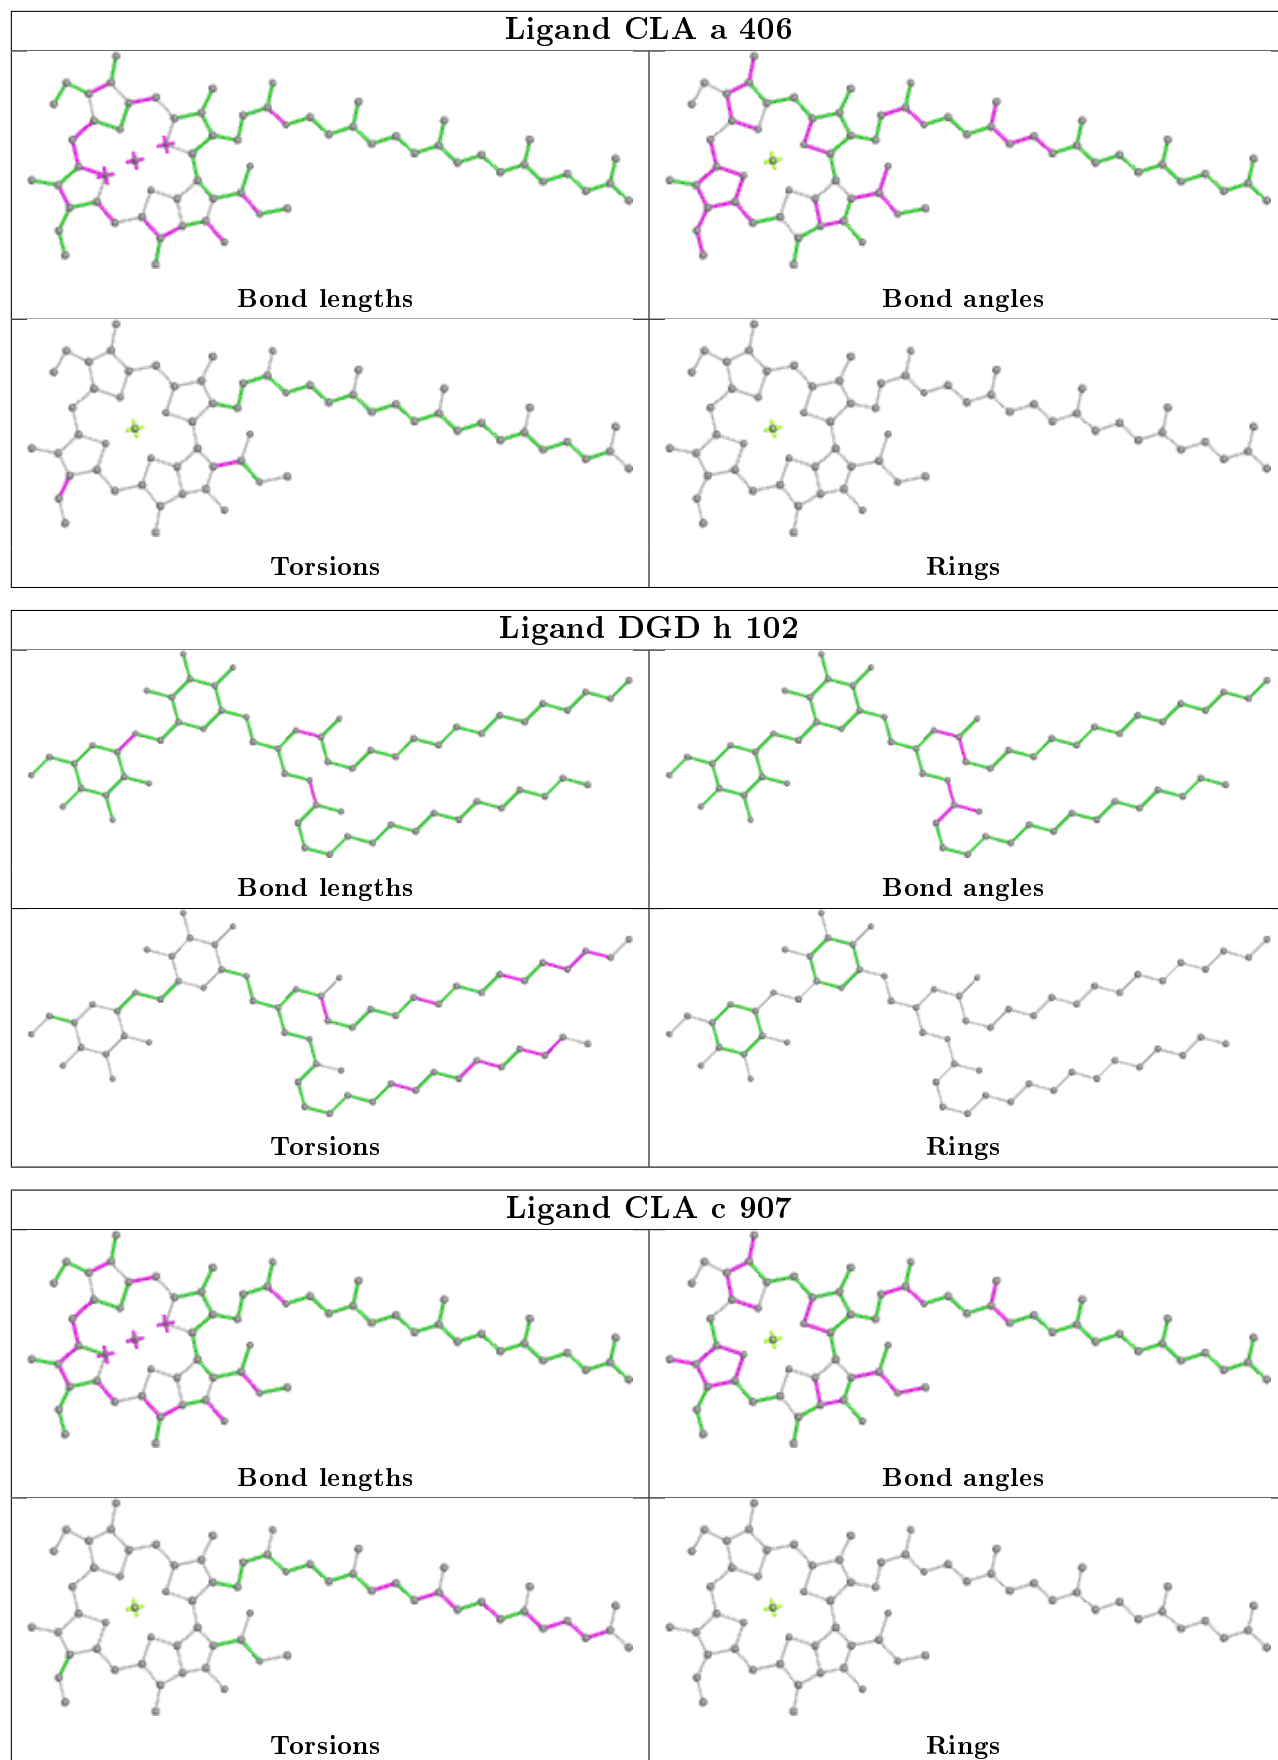 Ligand CLA a 406
Bond lengths
Bond angles
Torsions
Rings
Ligand DGD h 102
Bond lengths
Bond angles
Torsions
Rings
Ligand CLA c 907
Bond lengths
Bond angles
Torsions
Rings